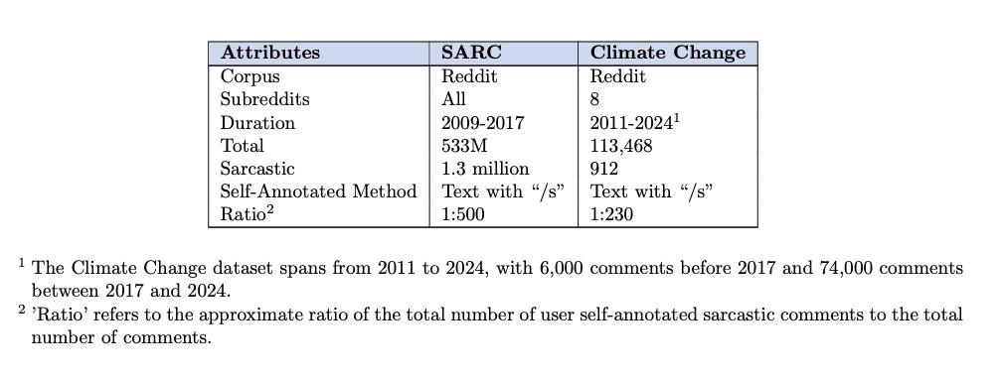 Attributes SARC Climate Change
Corpus Reddit Reddit
Subreddits All 8
Duration 2009-2017 2011-2024¹
Total 533M 113,468
Sarcastic 1.3 million 912
Self-Annotated Method Text with “/s” Text with “/s”
Ratio² 1:500 1:230
¹ The Climate Change dataset spans from 2011 to 2024, with 6,000 comments before 2017 and 74,000 comments
between 2017 and 2024.
² ’Ratio’ refers to the approximate ratio of the total number of user self-annotated sarcastic comments to the total
number of comments.